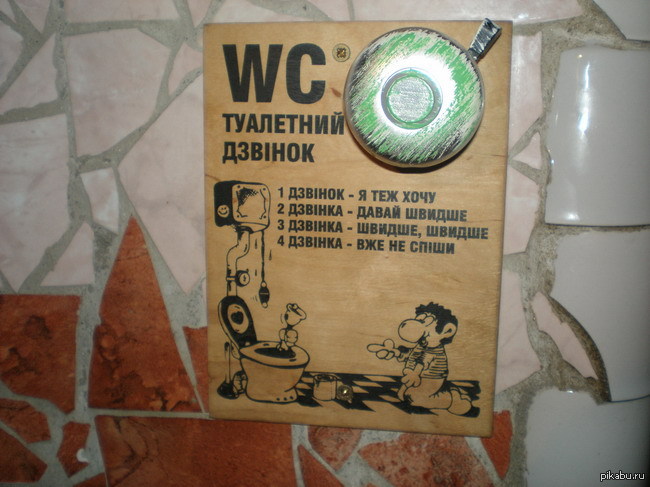 WC
ТУАЛЕТНИЙ
ДЗВІНОК
1 ДЗВІНОК - Я ТЕЖ ХОЧУ
2 ДЗВІНКА - ДАВАЙ ШВИДШЕ
3 ДЗВІНКА - ШВИДШЕ, ШВИДШЕ
4 ДЗВІНКА - ВЖЕ НЕ СПІШИ
pikabu.ru